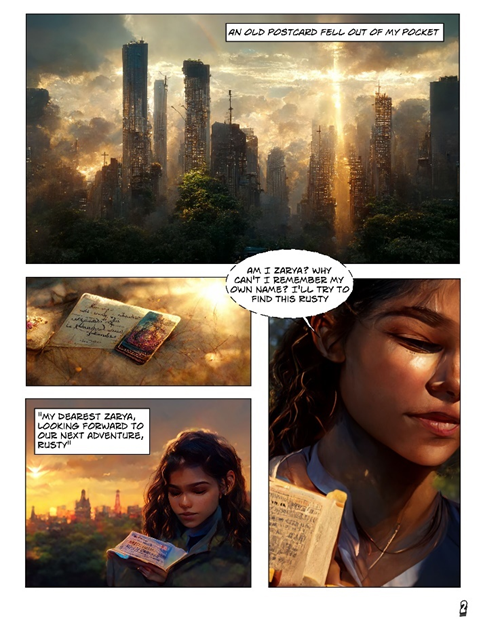 AN OLD POSTCARD FELL OUT OF MY POCKET
AM I ZARYA? WHY
CAN'T I REMEMBER MY
OWN NAME? I'LL TRY TO
FIND THIS RUSTY
"MY DEAREST ZARYA,
LOOKING FORWARD TO
OUR NEXT ADVENTURE,
RUSTY"
2